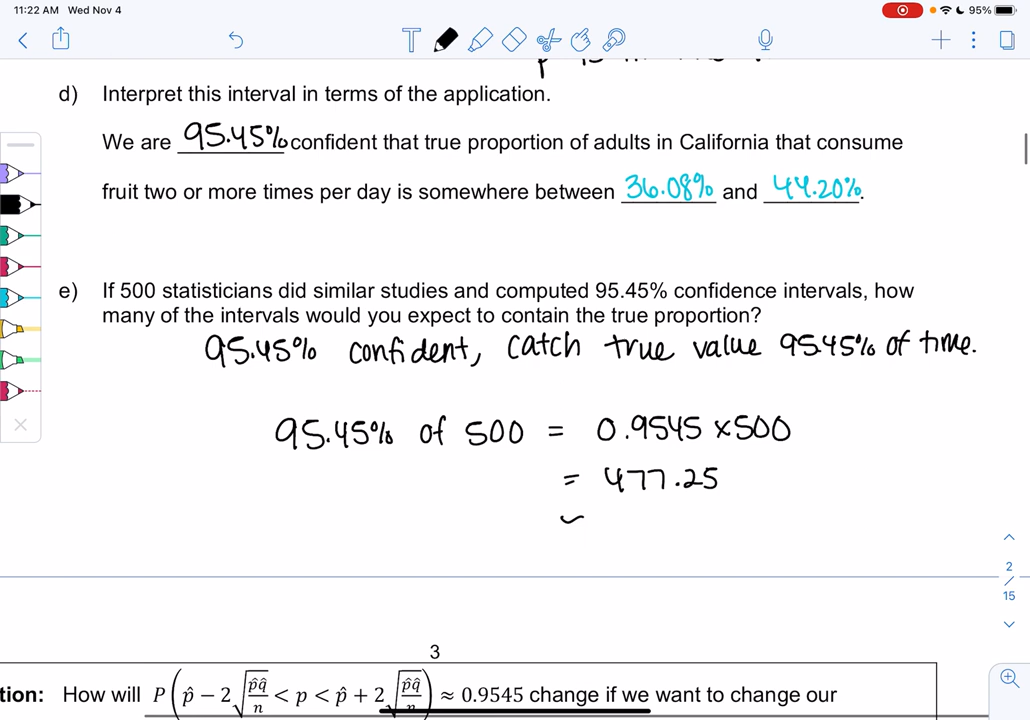 11:22 AM Wed Nov 4
95%
d) Interpret this interval in terms of the application.
We are 95.45% confident that true proportion of adults in California that consume
fruit two or more times per day is somewhere between 36.08% and 44.20%.
e) If 500 statisticians did similar studies and computed 95.45% confidence intervals, how
many of the intervals would you expect to contain the true proportion?
95.45% confident, catch true value 95.45% of time.
95.45% of 500 = 0.9545 x 500
= 477.25
2
/
15
3
tion: How will P(p̂ − 2√(p̂q̂/n) < p < p̂ + 2√(p̂q̂/n)) ≈ 0.9545 change if we want to change our